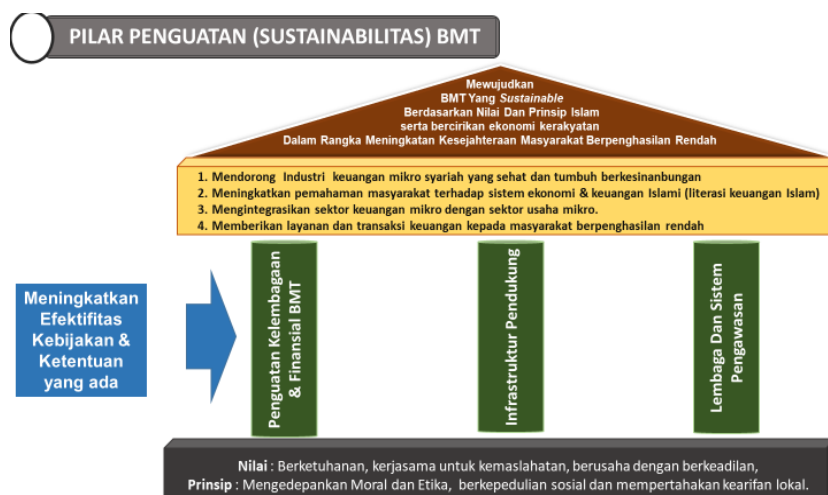 PILAR PENGUATAN (SUSTAINABILITAS) BMT
Mewujudkan
BMT Yang Sustainable
Berdasarkan Nilai Dan Prinsip Islam
serta bercirikan ekonomi kerakyatan
Dalam Rangka Meningkatan Kesejahteraan Masyarakat Berpenghasilan Rendah
1. Mendorong Industri keuangan mikro syariah yang sehat dan tumbuh berkesinanbungan
2. Meningkatkan pemahaman masyarakat terhadap sistem ekonomi & keuangan Islami (literasi keuangan Islam)
3. Mengintegrasikan sektor keuangan mikro dengan sektor usaha mikro.
4. Memberikan layanan dan transaksi keuangan kepada masyarakat berpenghasilan rendah
Meningkatkan
Efektifitas
Kebijakan &
Ketentuan
yang ada
Penguatan Kelembagaan
& Finansial BMT
Infrastruktur Pendukung
Lembaga Dan Sistem
Pengawasan
Nilai : Berketuhanan, kerjasama untuk kemaslahatan, berusaha dengan berkeadilan,
Prinsip : Mengedepankan Moral dan Etika, berkepedulian sosial dan mempertahakan kearifan lokal.